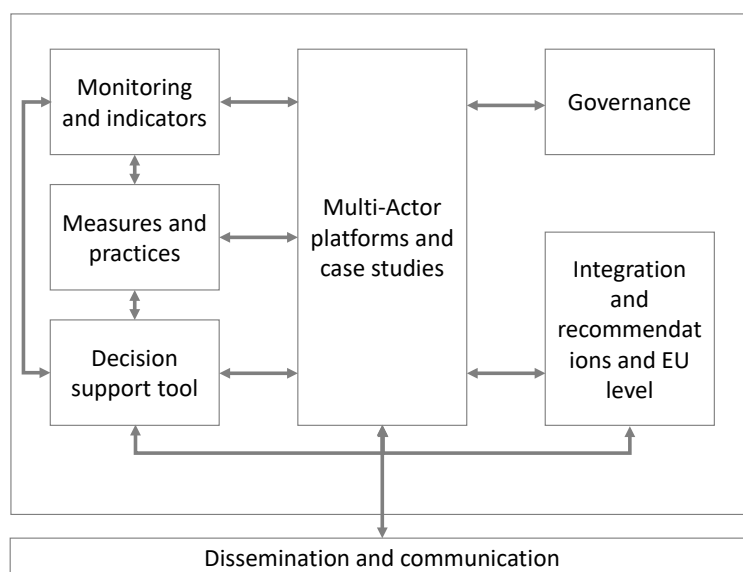 Monitoring
and indicators
Measures and
practices
Decision
support tool
Multi-Actor
platforms and
case studies
Governance
Integration
and
recommendat
ions and EU
level
Dissemination and communication